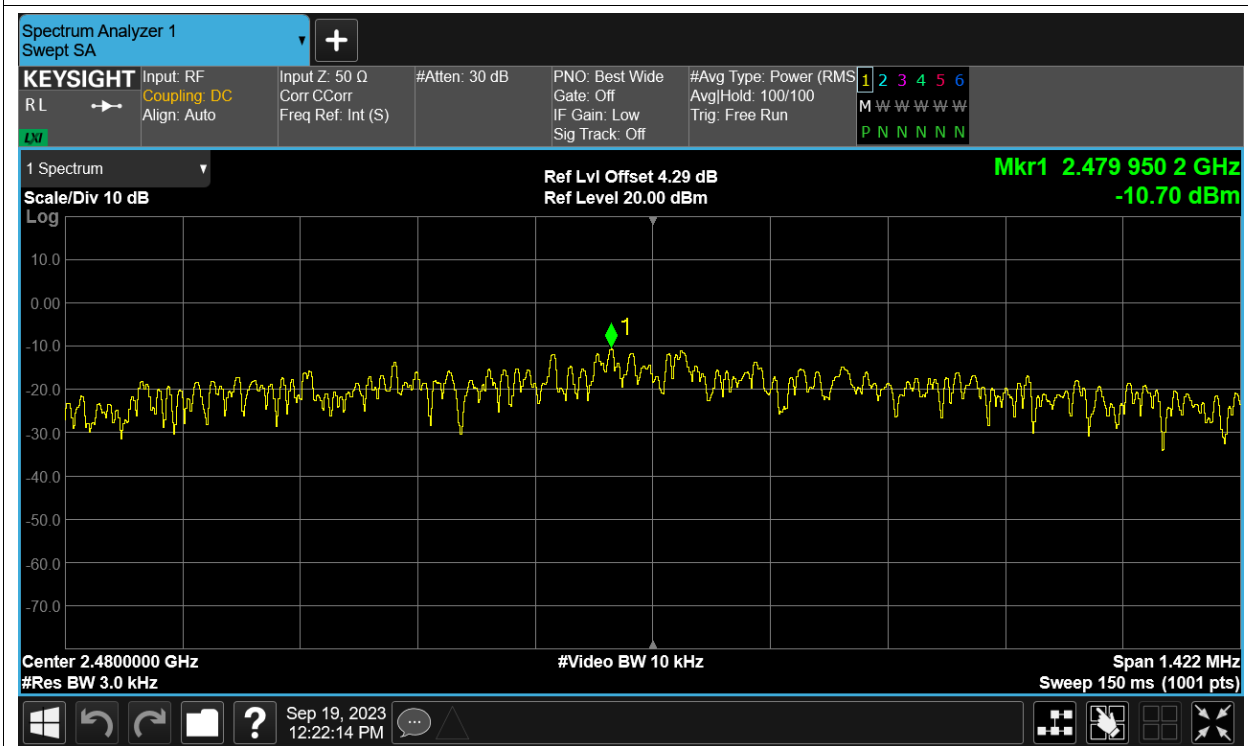 Spectrum Analyzer 1
Swept SA
KEYSIGHT
RL
LXI
Input: RF
Coupling: DC
Align: Auto
Input Z: 50 Ω
Corr CCorr
Freq Ref: Int (S)
#Atten: 30 dB
PNO: Best Wide
Gate: Off
IF Gain: Low
Sig Track: Off
#Avg Type: Power (RMS
Avg|Hold: 100/100
Trig: Free Run
1 2 3 4 5 6
M W W W W W
P N N N N N
1 Spectrum
Scale/Div 10 dB
Log
Ref Lvl Offset 4.29 dB
Ref Level 20.00 dBm
Mkr1 2.479 950 2 GHz
-10.70 dBm
10.0
0.00
1
-10.0
-20.0
-30.0
-40.0
-50.0
-60.0
-70.0
Center 2.4800000 GHz
#Res BW 3.0 kHz
#Video BW 10 kHz
Span 1.422 MHz
Sweep 150 ms (1001 pts)
?
Sep 19, 2023
12:22:14 PM